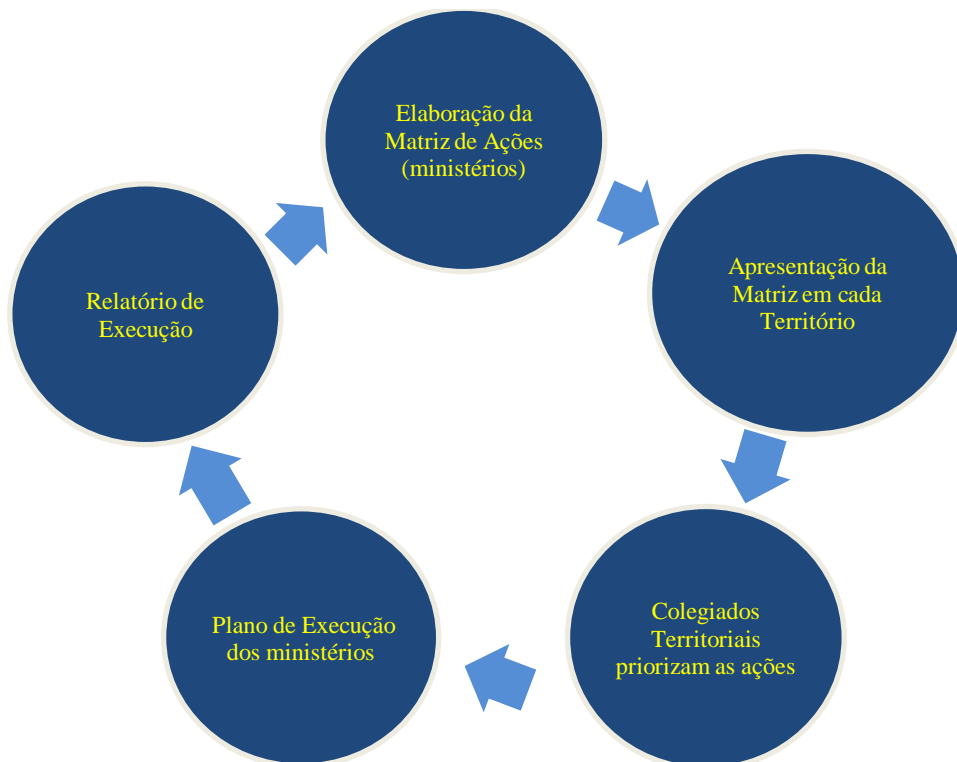 Elaboração da
Matriz de Ações
(ministérios)
Apresentação da
Matriz em cada
Território
Colegiados
Territoriais
priorizam as ações
Plano de Execução
dos ministérios
Relatório de
Execução